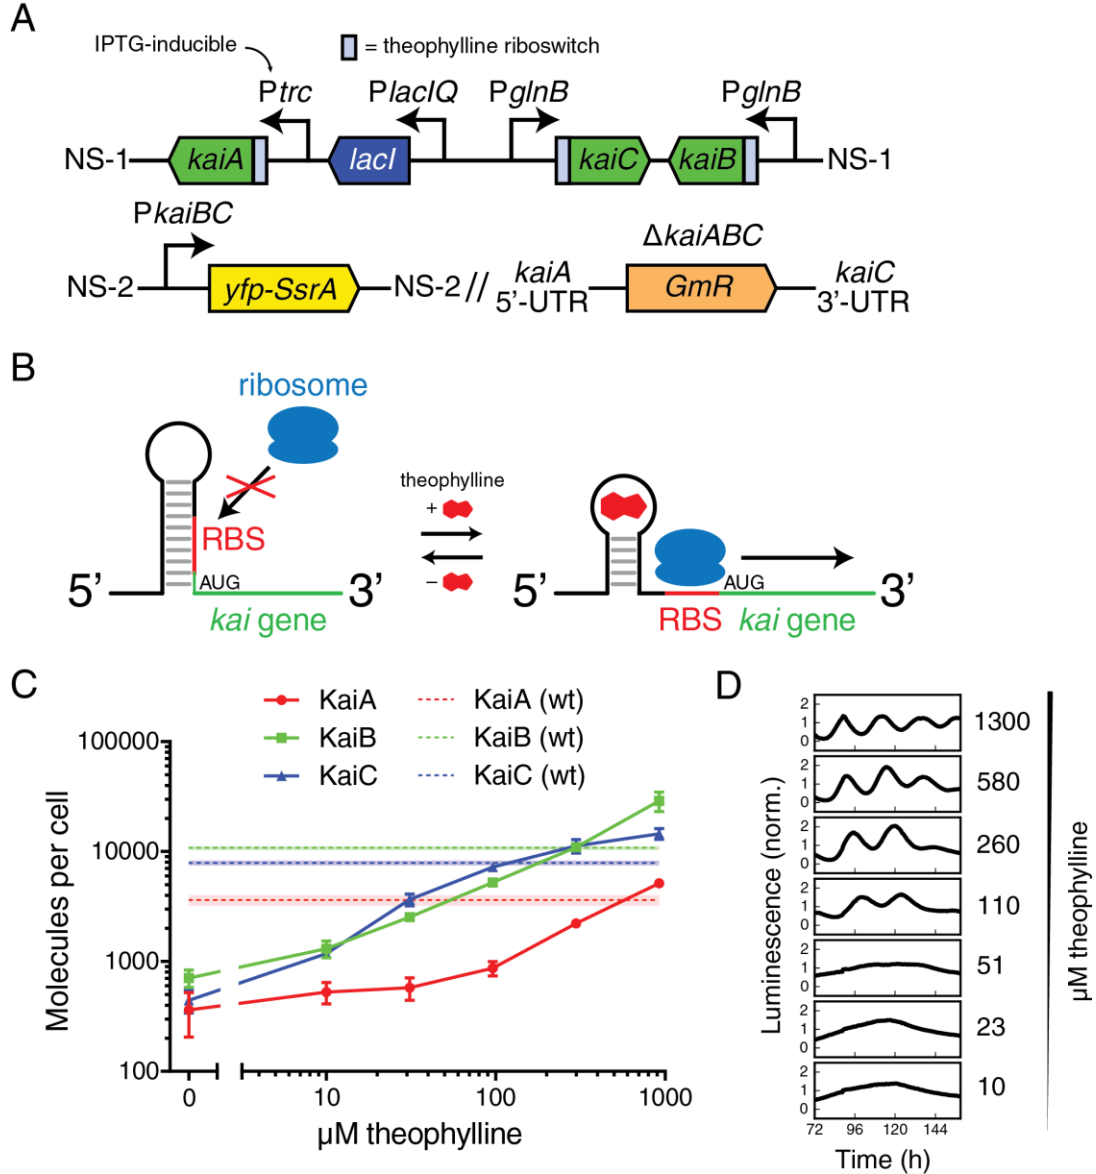 A
IPTG-inducible
= theophylline riboswitch
Ptrc PlacIQ PglnB PglnB
NS-1 kaiA lacI kaiC kaiB NS-1
PkaiBC
ΔkaiABC
NS-2 yfp-SsrA NS-2 // kaiA 5'-UTR GmR kaiC 3'-UTR
B
ribosome
theophylline
+
RBS
–
5' AUG 3' 5' AUG 3'
kai gene RBS kai gene
C
KaiA KaiA (wt)
KaiB KaiB (wt)
KaiC KaiC (wt)
Molecules per cell
100000
10000
1000
100
0 10 100 1000
µM theophylline
D
Luminescence (norm.)
2
1
0
1300
2
1
0
580
2
1
0
260
2
1
0
110
2
1
0
51
2
1
0
23
2
1
0
10
72 96 120 144
Time (h)
µM theophylline